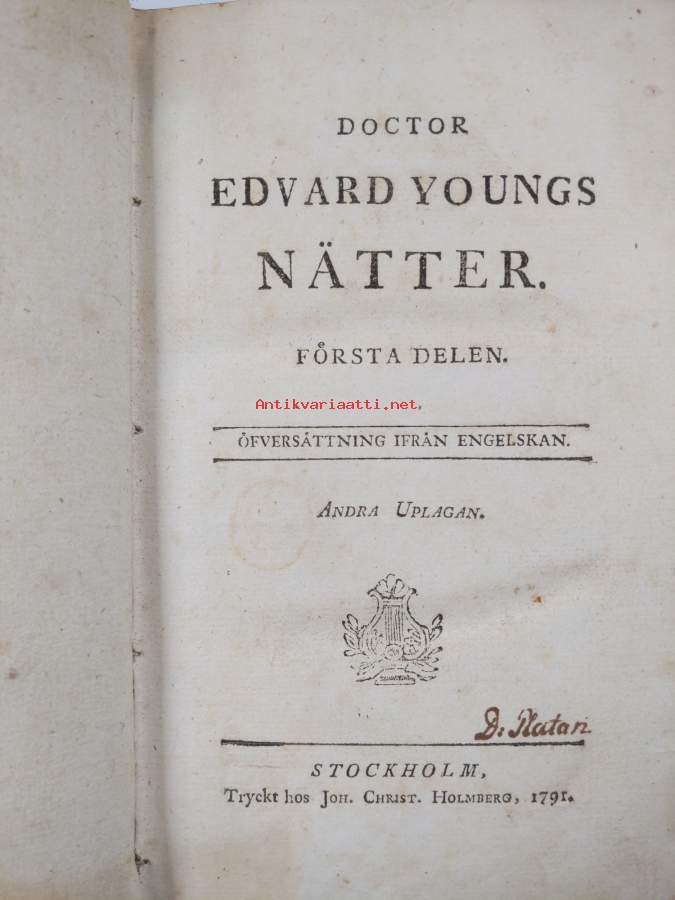 DOCTOR
EDVARD YOUNGS
NÄTTER.
FÖRSTA DELEN.
Antikvariaatti.net.
ÖFVERSÄTTNING IFRÅN ENGELSKAN.
ANDRA UPLAGAN.
D: Platan
STOCKHOLM,
Tryckt hos JOH. CHRIST. HOLMBERG, 1791.